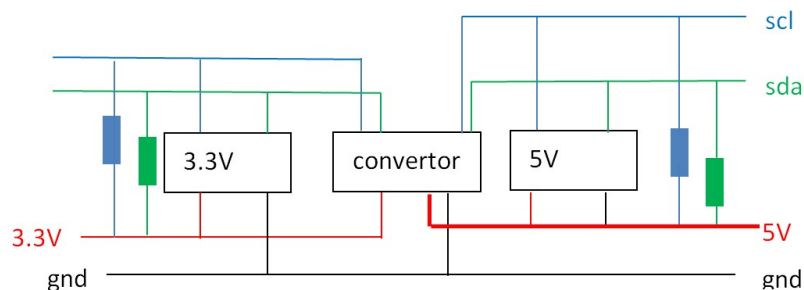 scl
sda
3.3V
convertor
5V
3.3V
5V
gnd
gnd